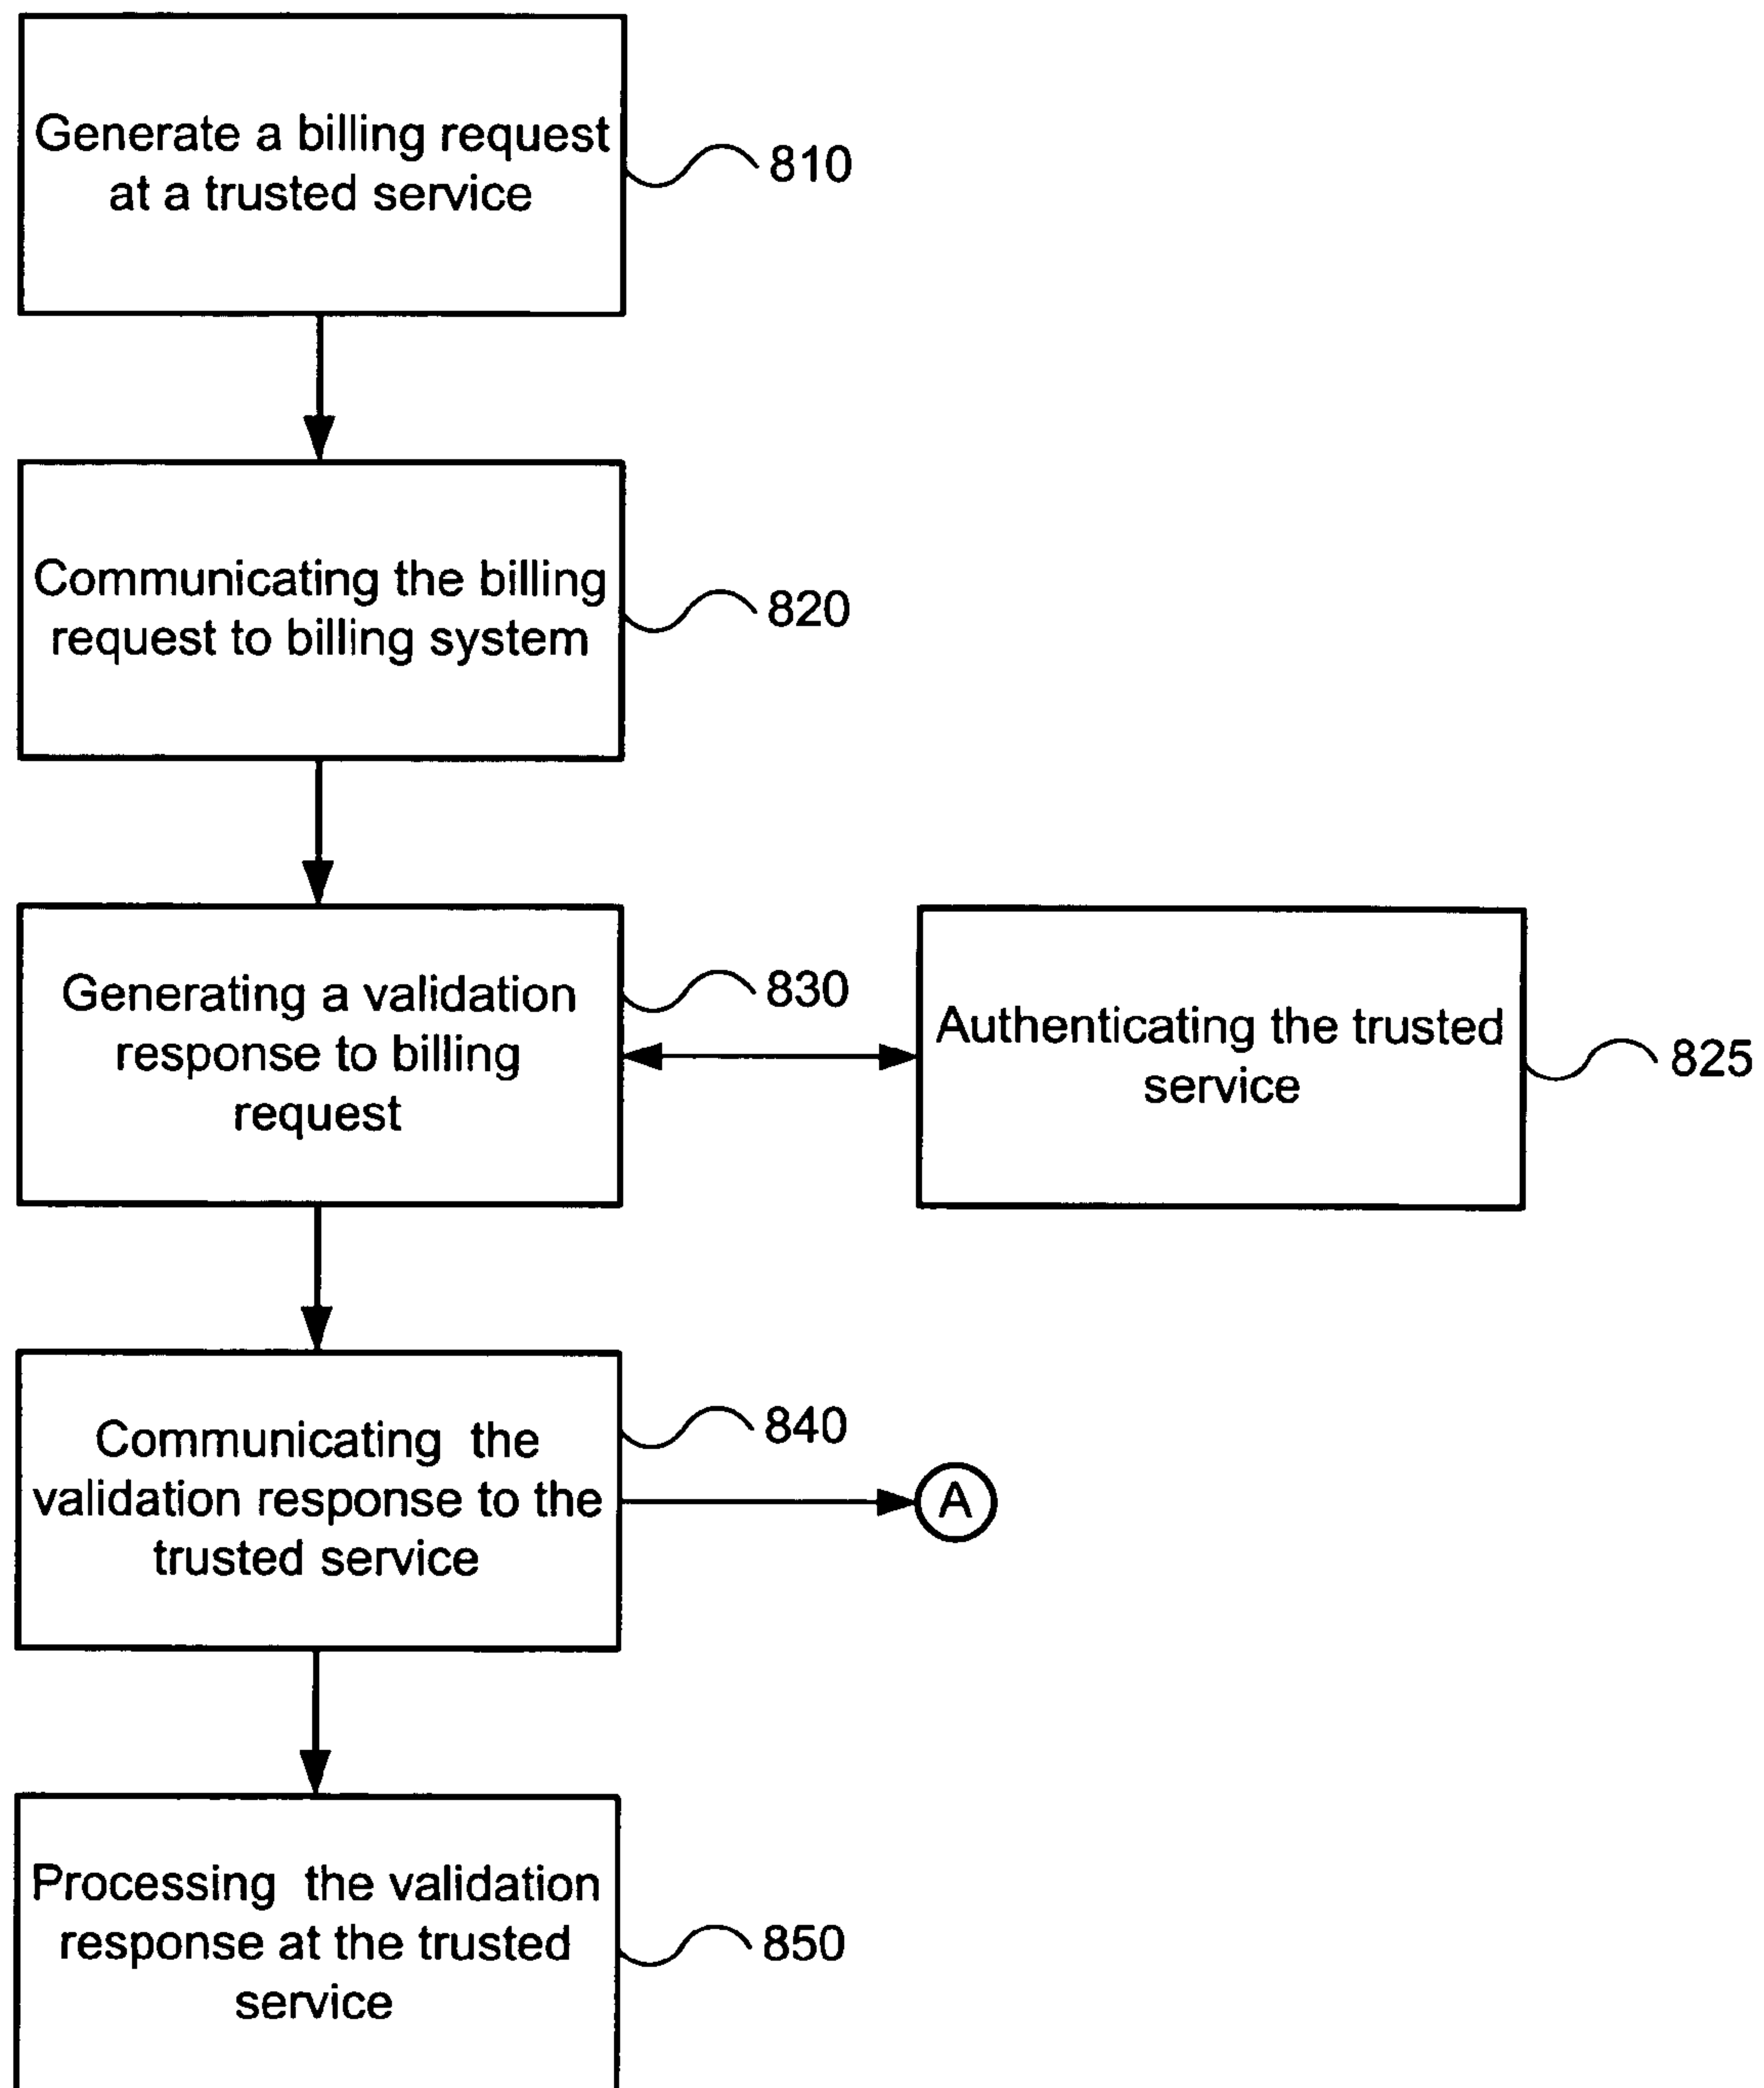 Generate a billing request
at a trusted service
810
Communicating the billing
request to billing system
820
Generating a validation
response to billing
request
830
Authenticating the trusted
service
825
Communicating the
validation response to the
trusted service
840
A
Processing the validation
response at the trusted
service
850